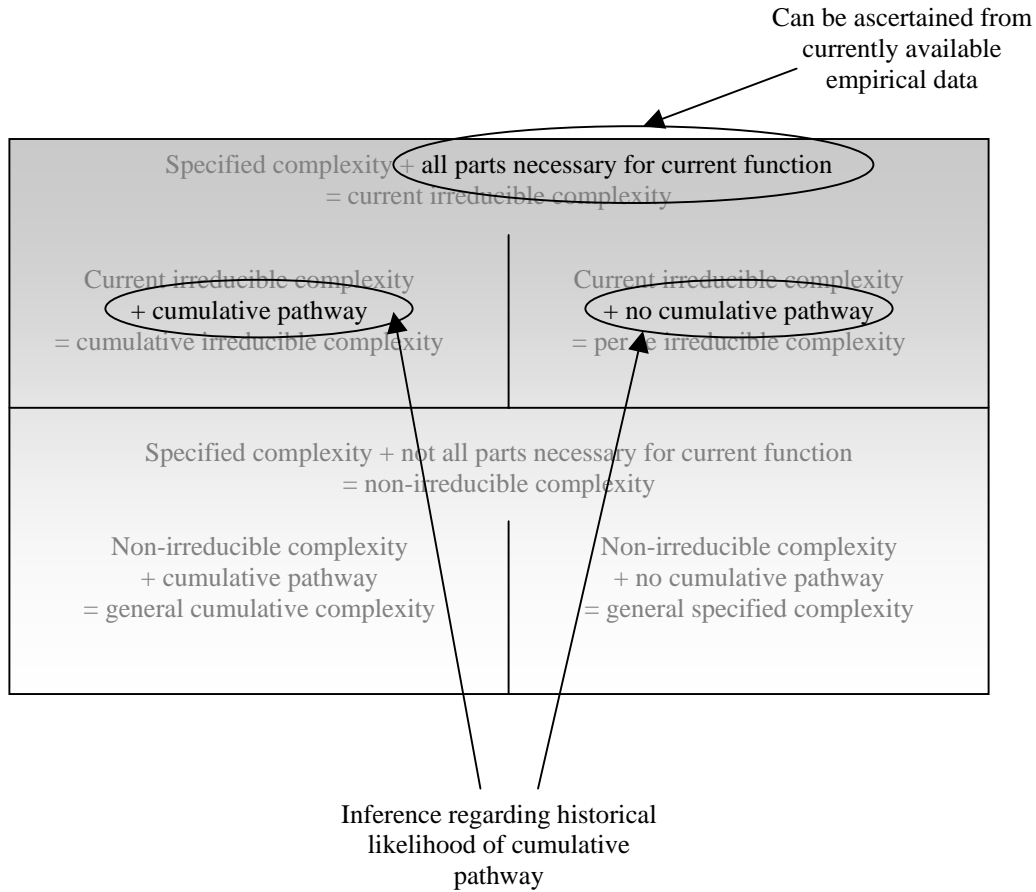 Can be ascertained from
currently available
empirical data
Specified complexity + all parts necessary for current function
= current irreducible complexity
Current irreducible complexity
+ cumulative pathway
= cumulative irreducible complexity
Current irreducible complexity
+ no cumulative pathway
= per se irreducible complexity
Specified complexity + not all parts necessary for current function
= non-irreducible complexity
Non-irreducible complexity
+ cumulative pathway
= general cumulative complexity
Non-irreducible complexity
+ no cumulative pathway
= general specified complexity
Inference regarding historical
likelihood of cumulative
pathway